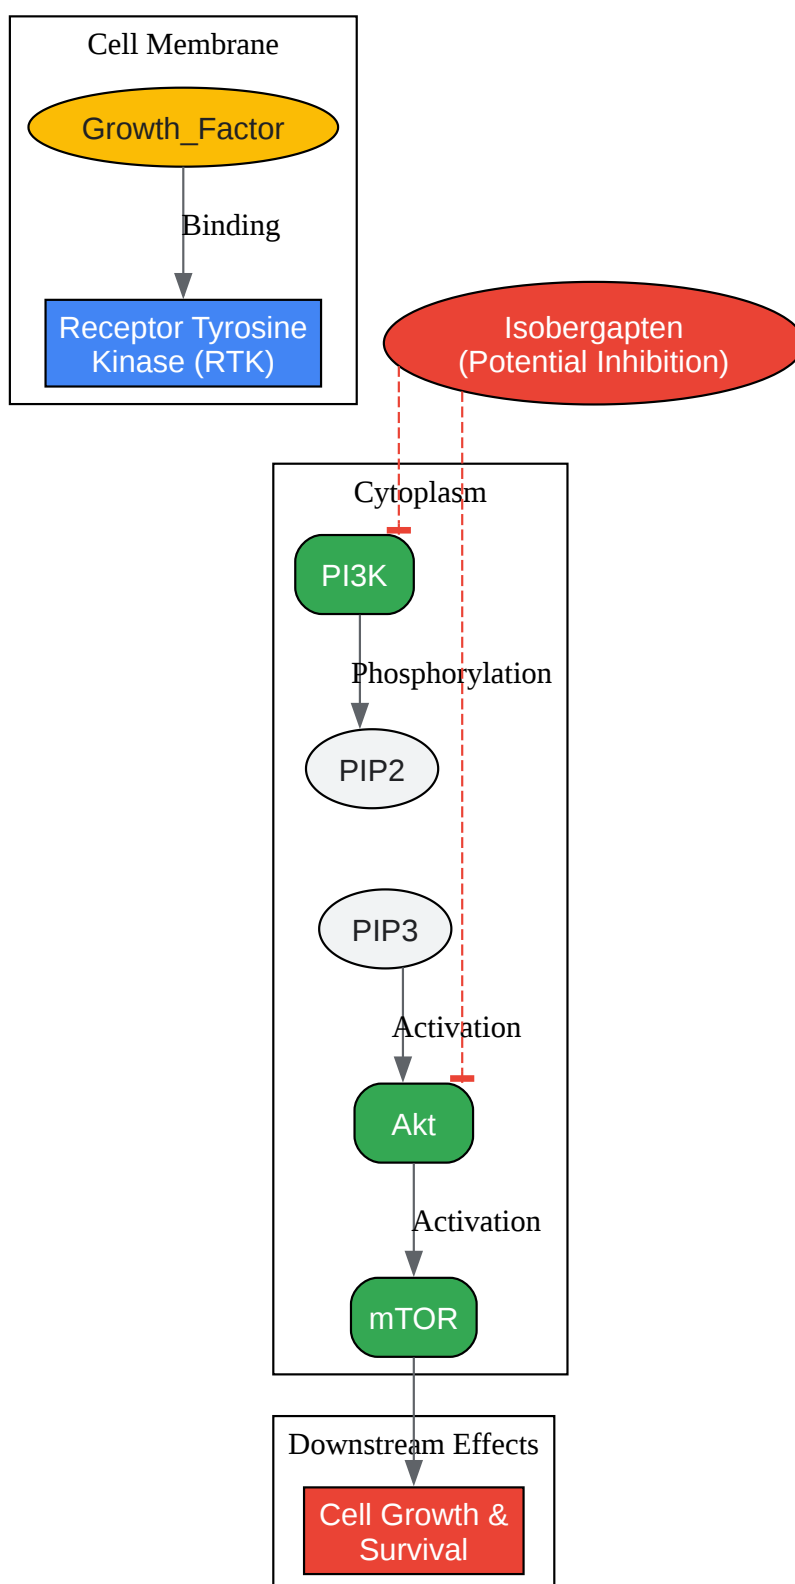 Cell Membrane
Growth_Factor
Binding
Receptor Tyrosine
Kinase (RTK)
Isobergapten
(Potential Inhibition)
Cytoplasm
PI3K
Phosphorylation
PIP2
PIP3
Activation
Akt
Activation
mTOR
Downstream Effects
Cell Growth &
Survival